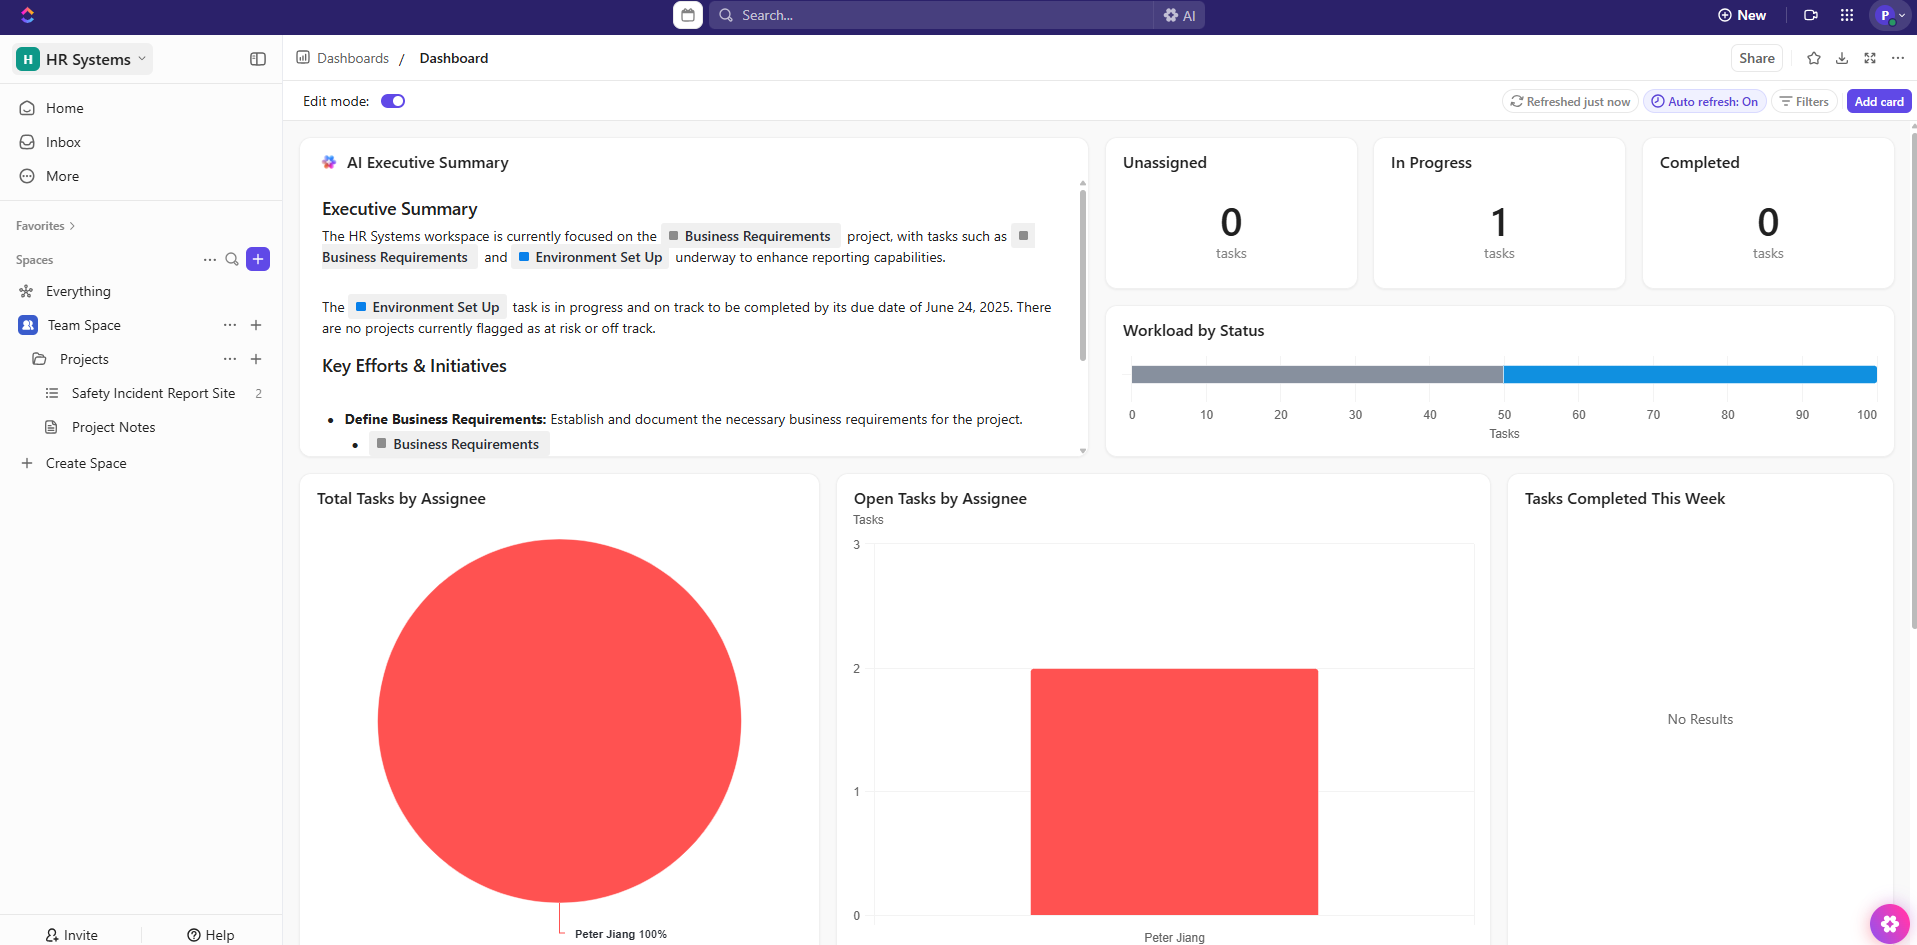 Search...
AI
New
P
H
HR Systems
Home
Inbox
More
Favorites
Spaces
Everything
Team Space
Projects
Safety Incident Report Site 2
Project Notes
Create Space
Invite
Help
Dashboards / Dashboard
Share
Edit mode:
Refreshed just now
Auto refresh: On
Filters
Add card
AI Executive Summary
Executive Summary
The HR Systems workspace is currently focused on the Business Requirements project, with tasks such as
Business Requirements and Environment Set Up underway to enhance reporting capabilities.
The Environment Set Up task is in progress and on track to be completed by its due date of June 24, 2025. There
are no projects currently flagged as at risk or off track.
Key Efforts & Initiatives
• Define Business Requirements: Establish and document the necessary business requirements for the project.
• Business Requirements
Unassigned
0
tasks
In Progress
1
tasks
Completed
0
tasks
Workload by Status
0 10 20 30 40 50 60 70 80 90 100
Tasks
Total Tasks by Assignee
Peter Jiang 100%
Open Tasks by Assignee
Tasks
3
2
1
0
Peter Jiang
Tasks Completed This Week
No Results